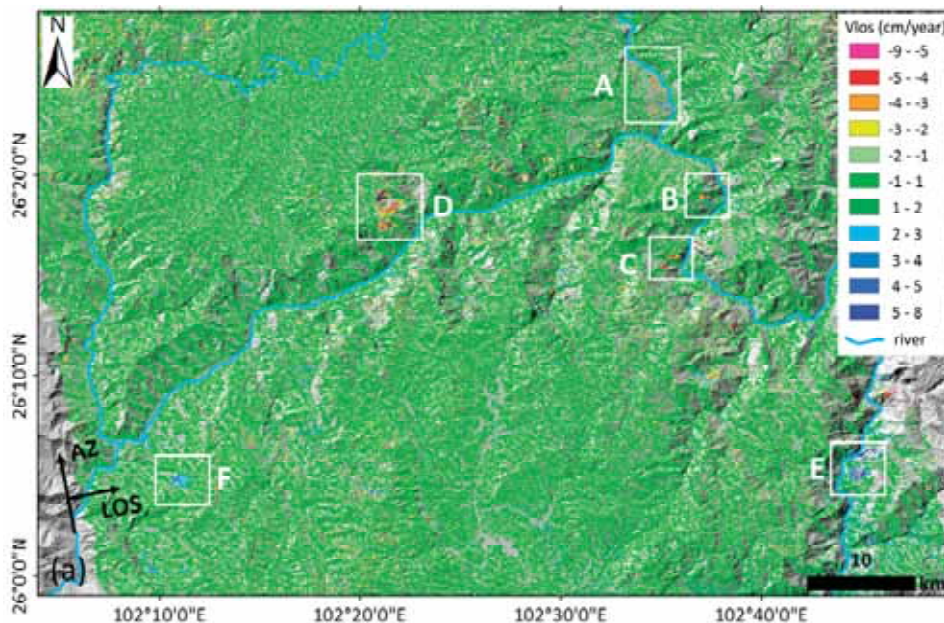 N
Vlos (cm/year)
-9 - -5
-5 - -4
-4 - -3
-3 - -2
-2 - -1
-1 - 1
1 - 2
2 - 3
3 - 4
4 - 5
5 - 8
river
A
B
C
D
E
F
AZ
LOS
(a)
10
km
26°20'0"N
26°10'0"N
26°0'0"N
102°10'0"E
102°20'0"E
102°30'0"E
102°40'0"E